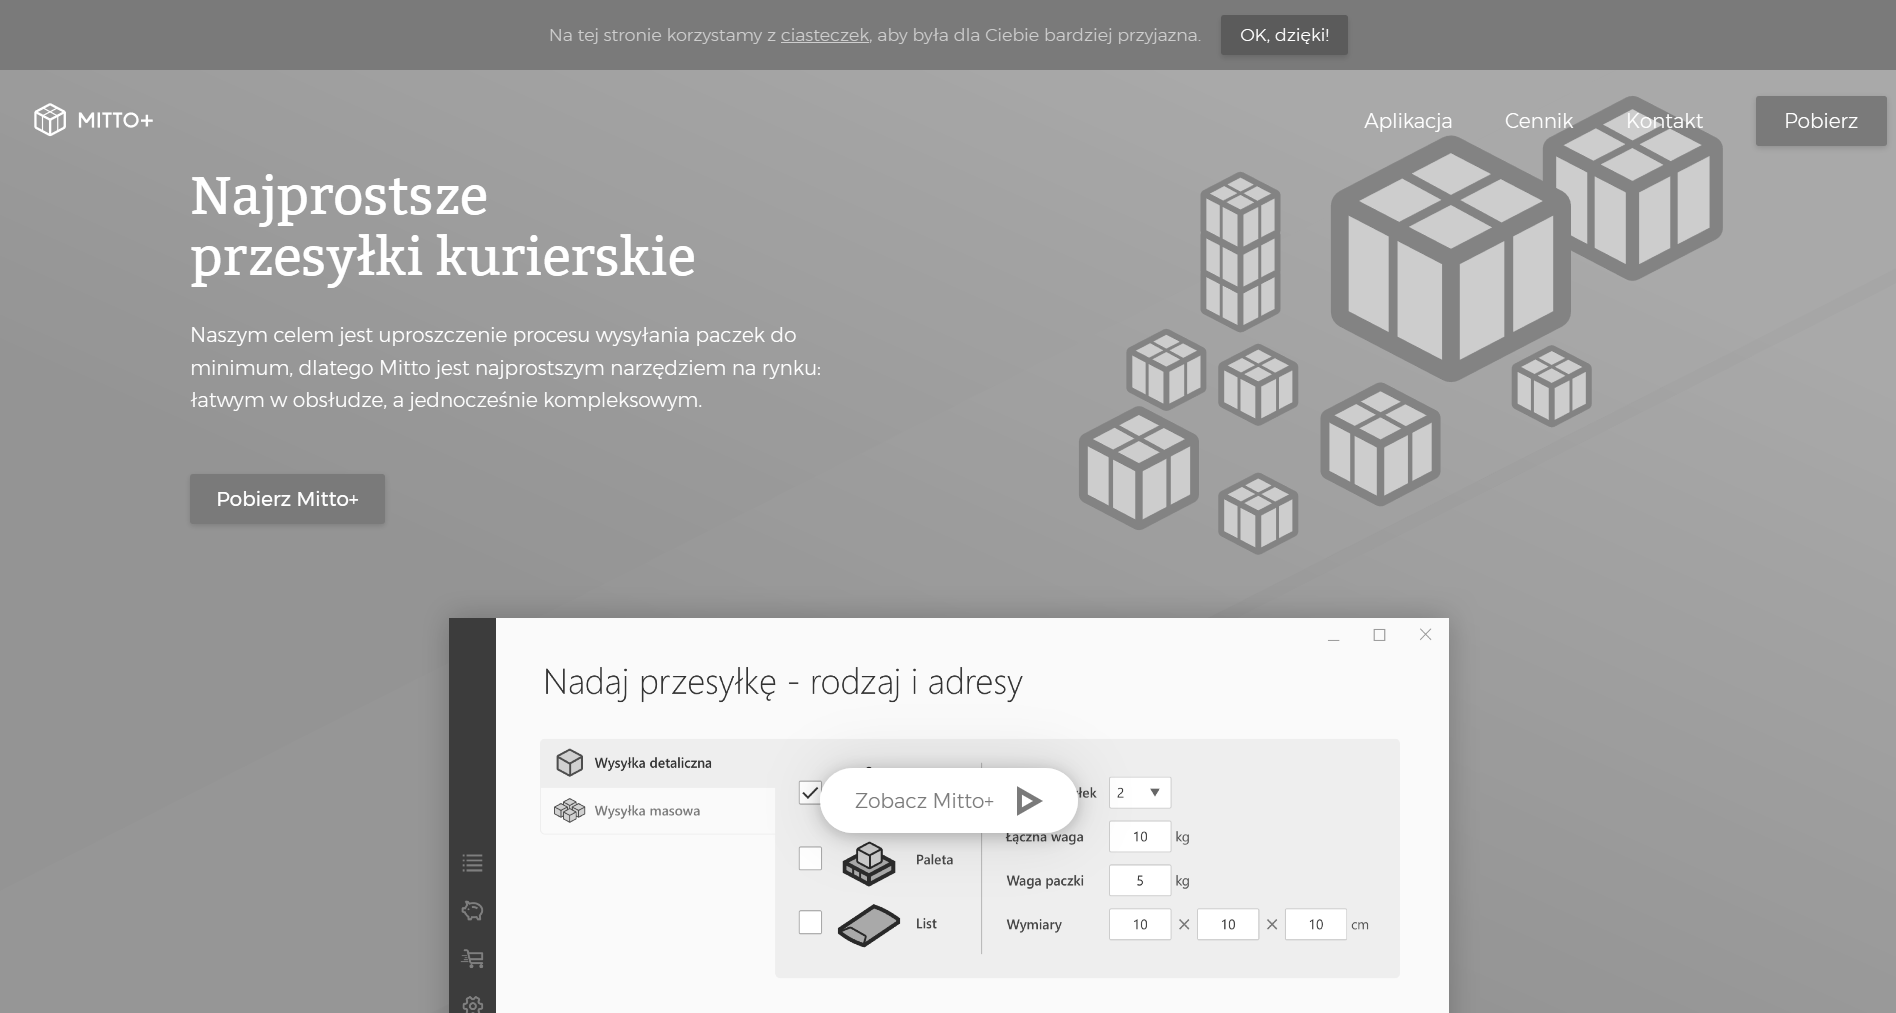 Na tej stronie korzystamy z ciasteczek, aby była dla Ciebie bardziej przyjazna.
OK, dzięki!
MITTO+
Aplikacja
Cennik
Kontakt
Pobierz
Najprostsze
przesyłki kurierskie
Naszym celem jest uproszczenie procesu wysyłania paczek do
minimum, dlatego Mitto jest najprostszym narzędziem na rynku:
łatwym w obsłudze, a jednocześnie kompleksowym.
Pobierz Mitto+
Nadaj przesyłkę - rodzaj i adresy
Wysyłka detaliczna
Wysyłka masowa
Zobacz Mitto+
2
Łączna waga 10 kg
Paleta
Waga paczki 5 kg
List
Wymiary 10 × 10 × 10 cm